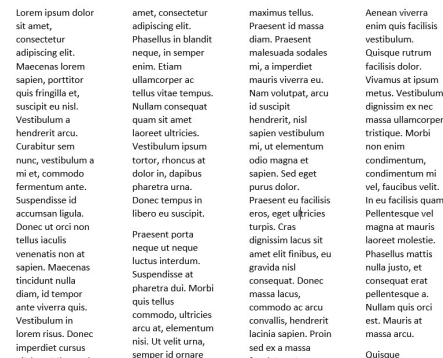 Lorem ipsum dolor
sit amet,
consectetur
adipiscing elit.
Maecenas lorem
sapien, porttitor
quis fringilla et,
suscipit eu nisl.
Vestibulum a
hendrerit arcu.
Curabitur sem
nunc, vestibulum a
mi et, commodo
fermentum ante.
Suspendisse id
accumsan ligula.
Donec ut orci non
tellus iaculis
venenatis non at
sapien. Maecenas
tincidunt nulla
diam, id tempor
ante viverra quis.
Vestibulum in
lorem risus. Donec
imperdiet cursus
amet, consectetur
adipiscing elit.
Phasellus in blandit
neque, in semper
enim. Etiam
ullamcorper ac
tellus vitae tempus.
Nullam consequat
quam sit amet
laoreet ultricies.
Vestibulum ipsum
tortor, rhoncus at
dolor in, dapibus
pharetra urna.
Donec tempus in
libero eu suscipit.
Praesent porta
neque ut neque
luctus interdum.
Suspendisse at
pharetra dui. Morbi
quis tellus
commodo, ultricies
arcu at, elementum
nisi. Ut velit urna,
semper id ornare
maximus tellus.
Praesent id massa
diam. Praesent
malesuada sodales
mi, a imperdiet
mauris viverra eu.
Nam volutpat, arcu
id suscipit
hendrerit, nisl
sapien vestibulum
mi, ut elementum
odio magna et
sapien. Sed eget
purus dolor.
Praesent eu facilisis
eros, eget ultricies
turpis. Cras
dignissim lacus sit
amet elit finibus, eu
gravida nisl
consequat. Donec
massa lacus,
commodo ac arcu
convallis, hendrerit
lacinia sapien. Proin
sed ex a massa
Aenean viverra
enim quis facilisis
vestibulum.
Quisque rutrum
facilisis dolor.
Vivamus at ipsum
metus. Vestibulum
dignissim ex nec
massa ullamcorper
tristique. Morbi
non enim
condimentum,
condimentum mi
vel, faucibus velit.
In eu facilisis quam.
Pellentesque vel
magna at mauris
laoreet molestie.
Phasellus mattis
nulla justo, et
consequat erat
pellentesque a.
Nullam quis orci
est. Mauris at
massa arcu.
Quisque